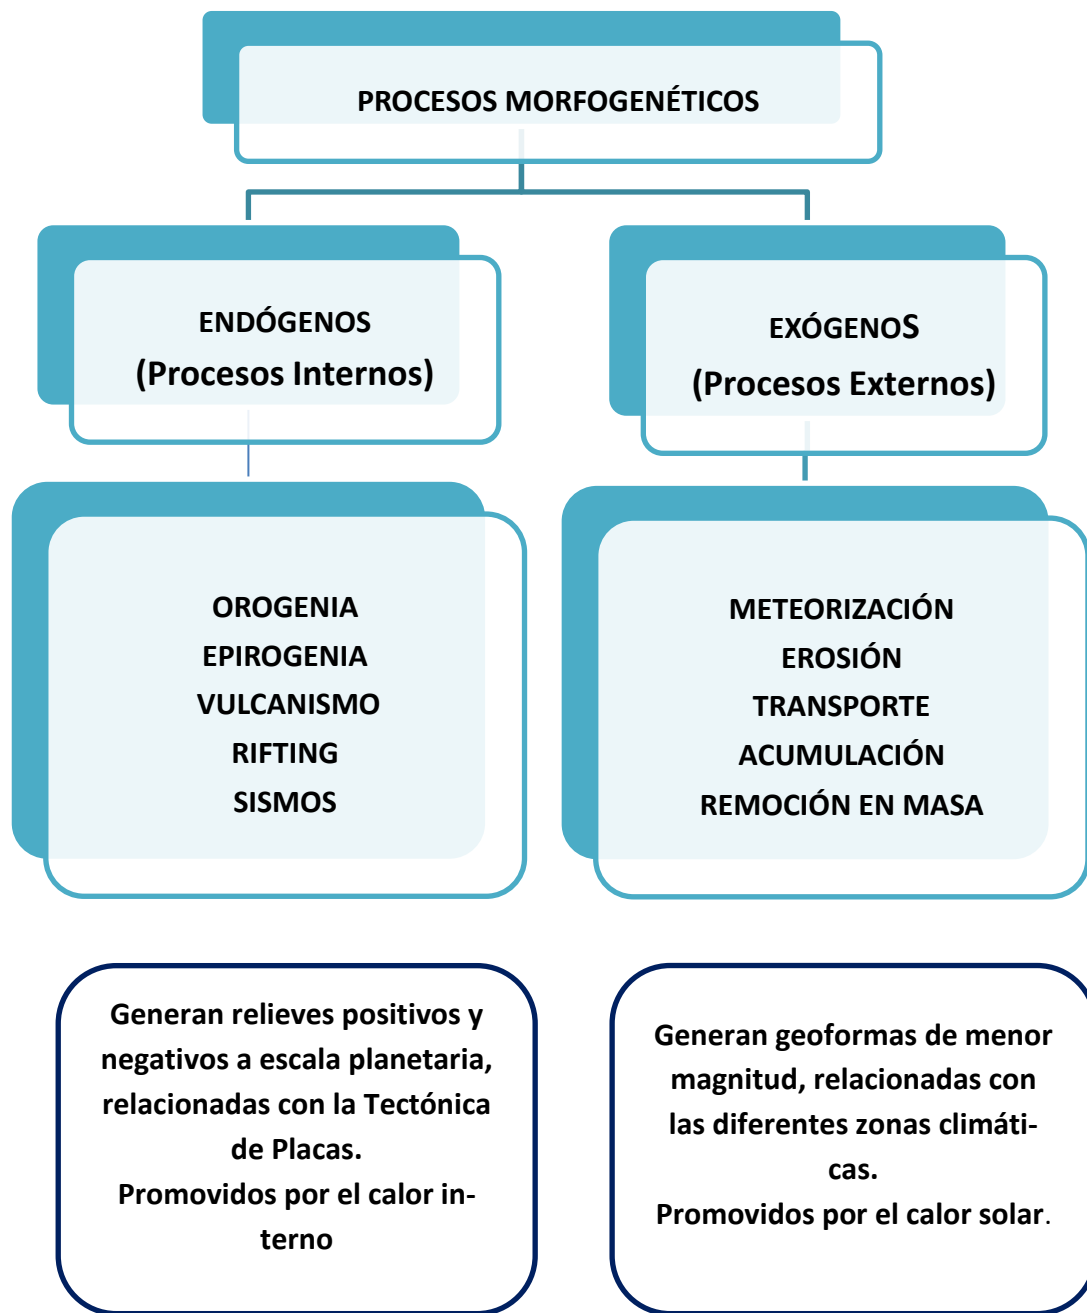 PROCESOS MORFOGENÉTICOS
ENDÓGENOS
(Procesos Internos)
EXÓGENOS
(Procesos Externos)
OROGENIA
EPIROGENIA
VULCANISMO
RIFTING
SISMOS
METEORIZACIÓN
EROSIÓN
TRANSPORTE
ACUMULACIÓN
REMOCIÓN EN MASA
Generan relieves positivos y
negativos a escala planetaria,
relacionadas con la Tectónica
de Placas.
Promovidos por el calor in-
terno
Generan geoformas de menor
magnitud, relacionadas con
las diferentes zonas climáti-
cas.
Promovidos por el calor solar.